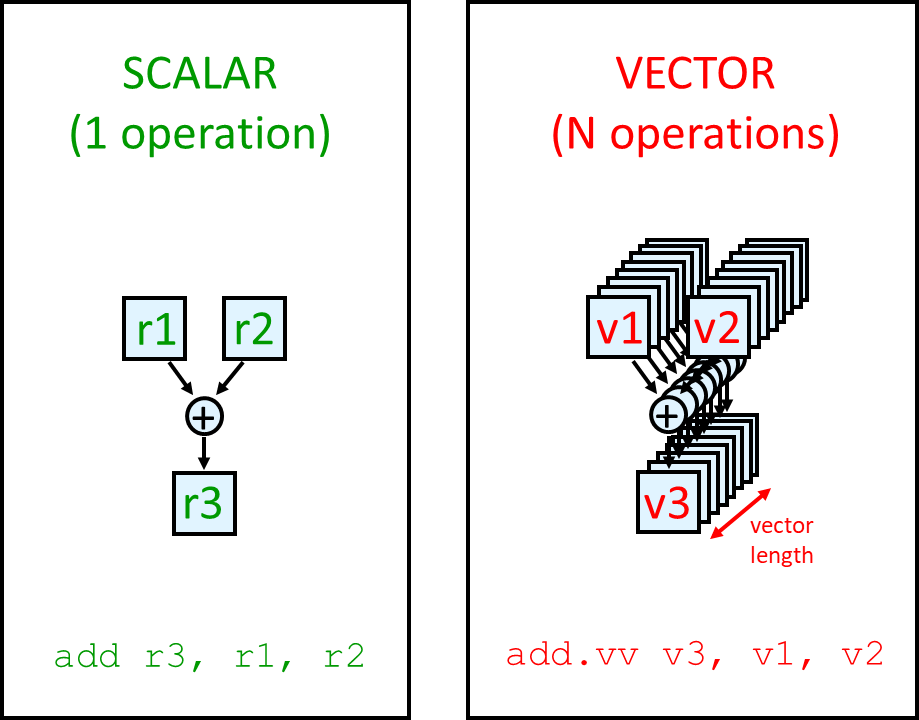 SCALAR
(1 operation)
r1
r2
+
r3
add r3, r1, r2
VECTOR
(N operations)
v1
v2
+
v3
vector
length
add.vv v3, v1, v2